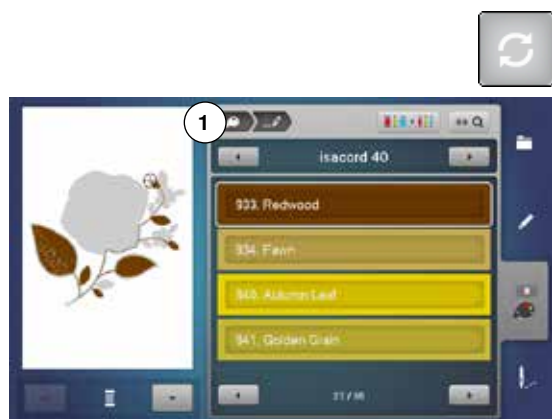 1
isacord 40
933. Redwood
934. Fawn
940. Autumn Leaf
941. Golden Grain